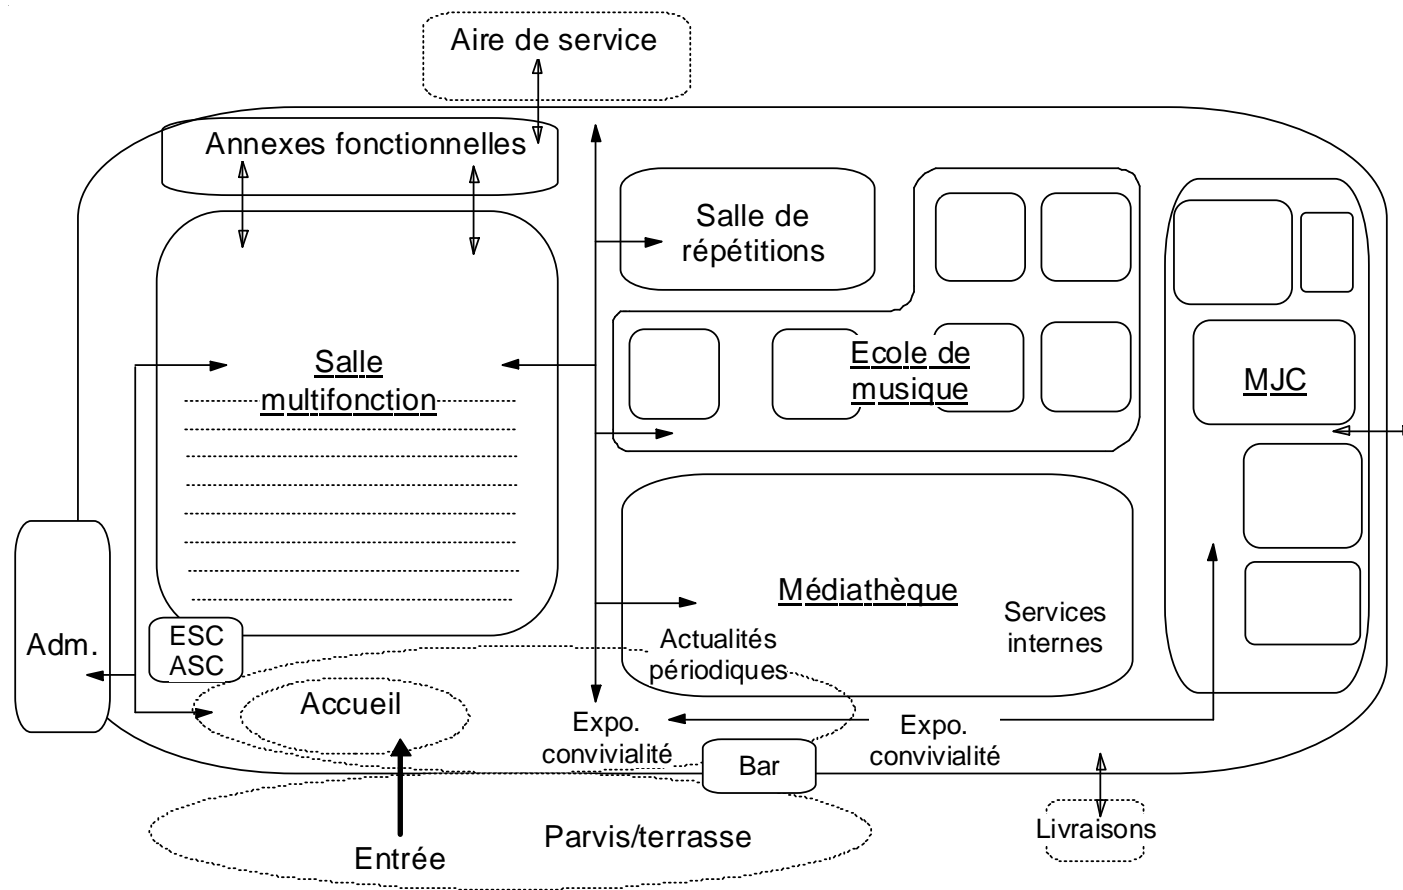 Aire de service
Annexes fonctionnelles
Salle de
répétitions
Salle
multifonction
Ecole de
musique
MJC
Médiathèque
Services
internes
Actualités
périodiques
Adm.
ESC
ASC
Accueil
Expo.
convivialité
Expo.
convivialité
Bar
Livraisons
Parvis/terrasse
Entrée